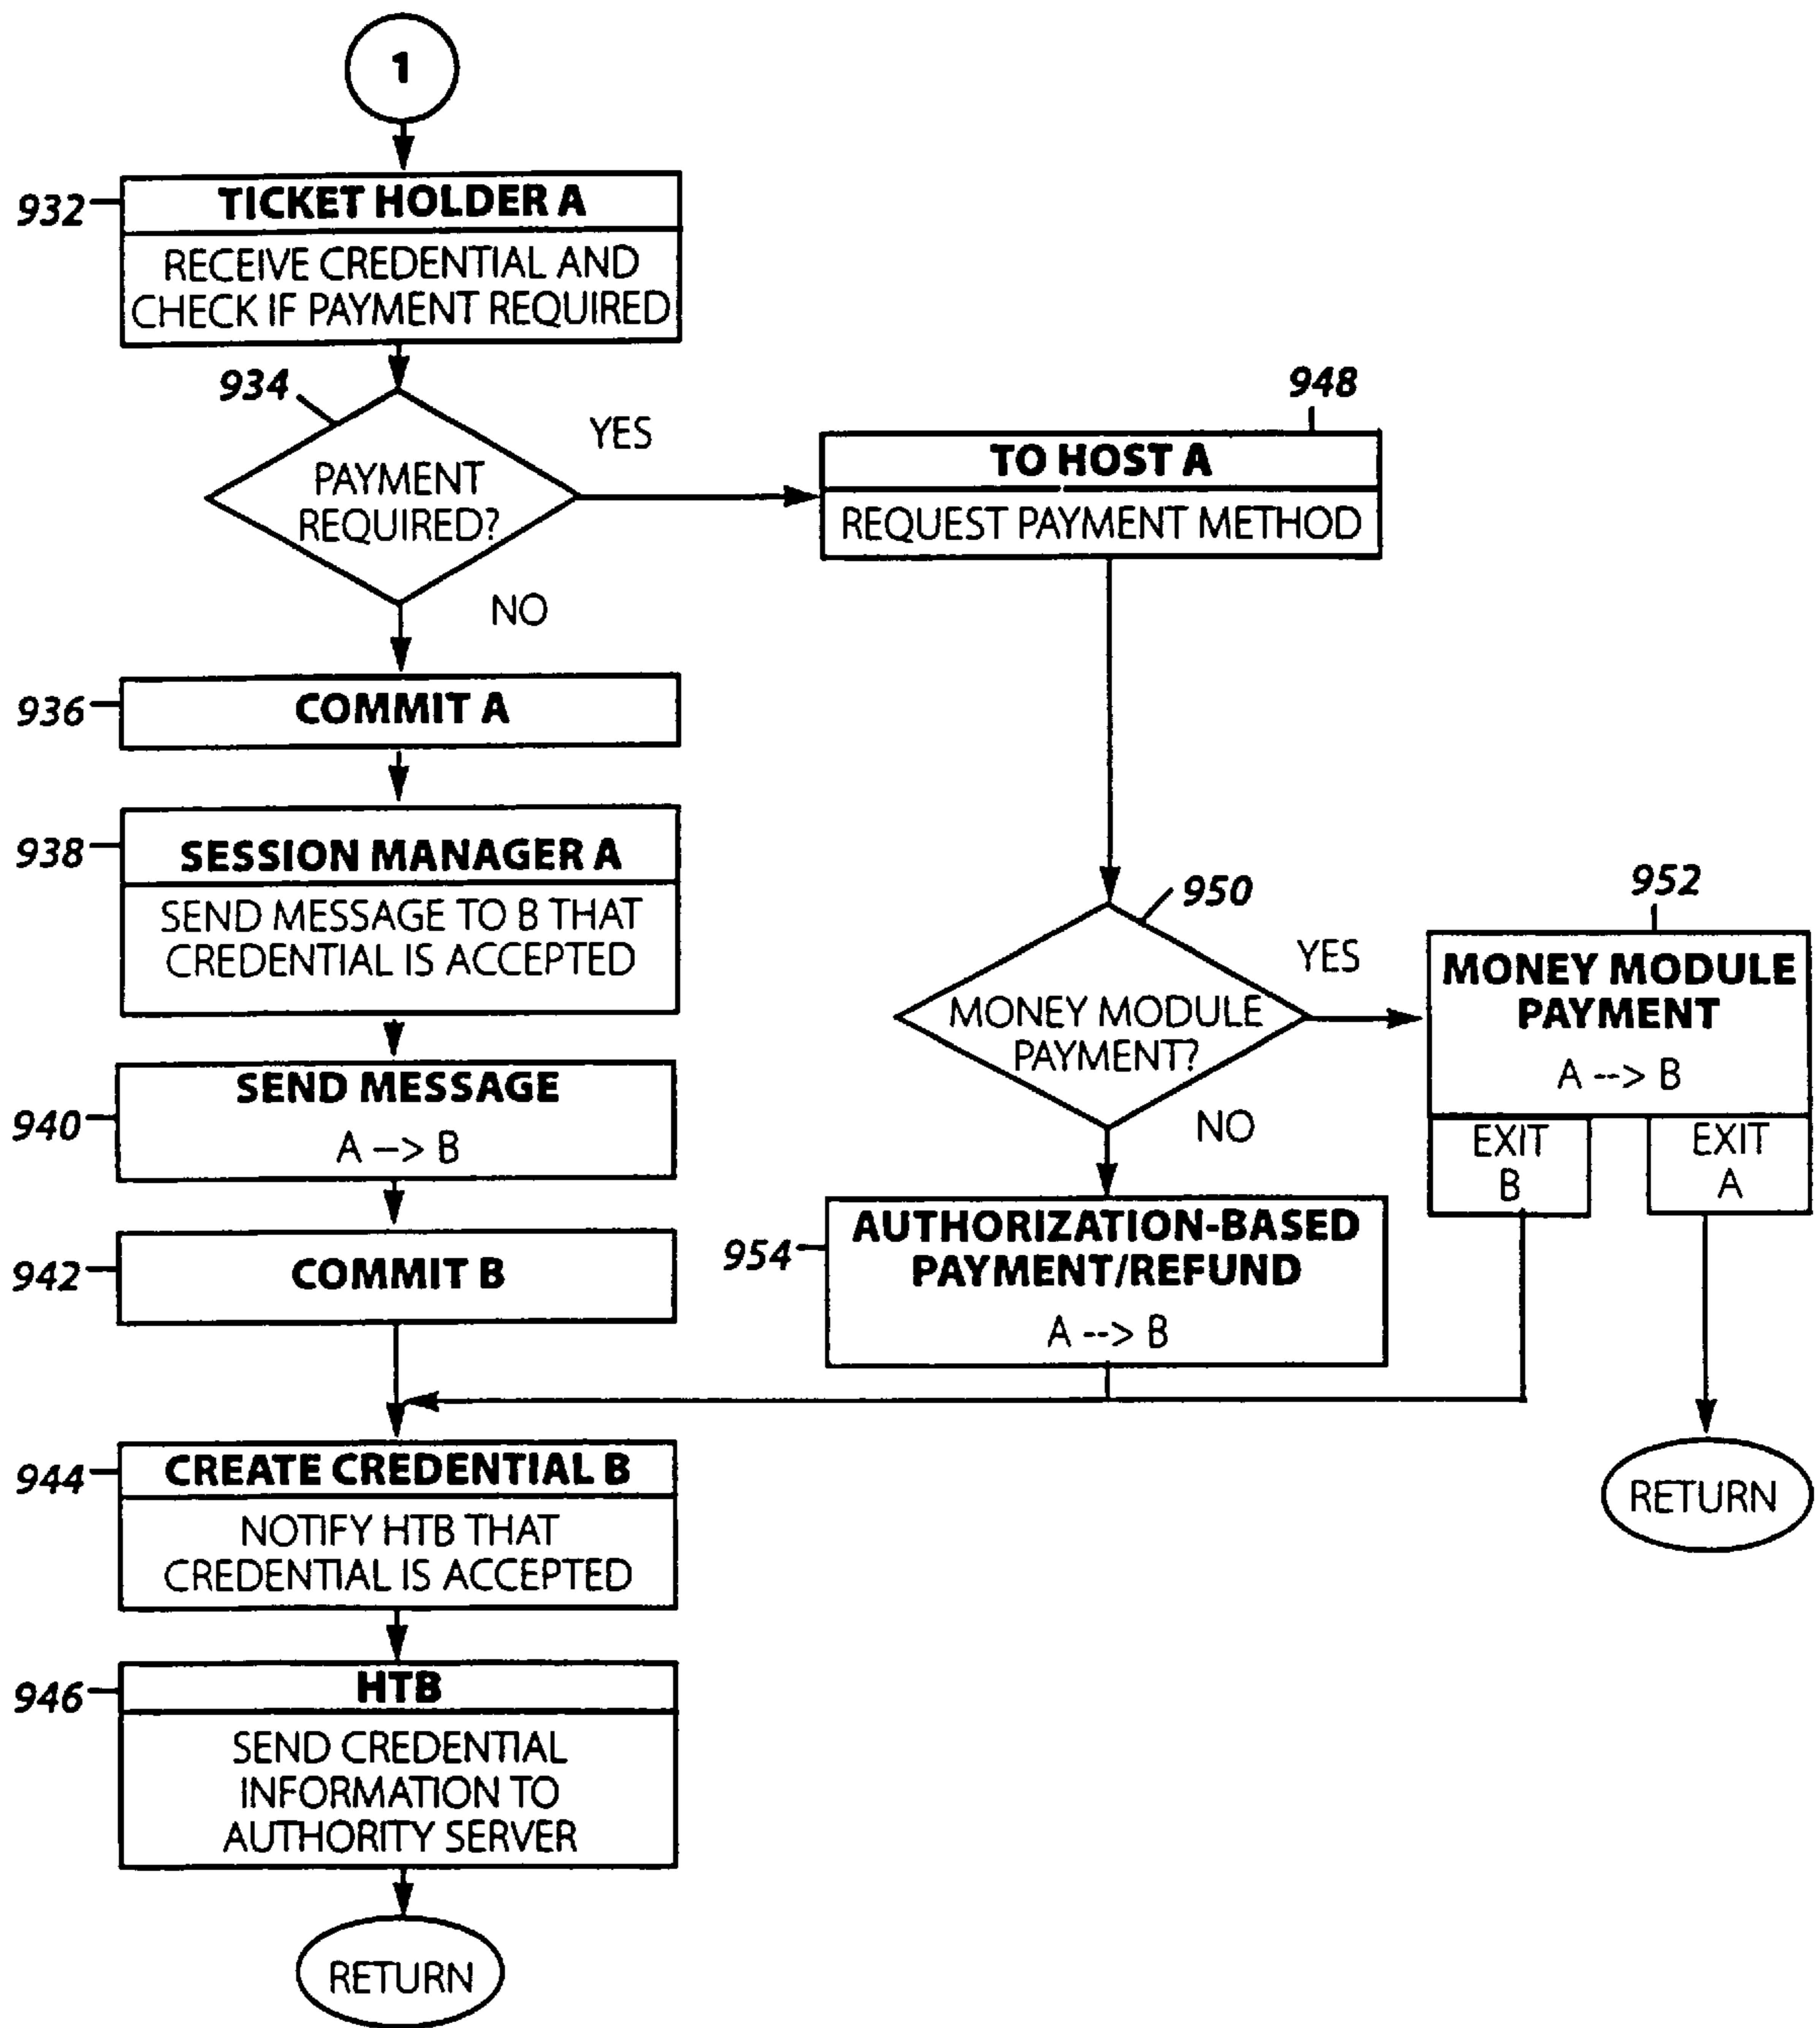 1
932
TICKET HOLDER A
RECEIVE CREDENTIAL AND
CHECK IF PAYMENT REQUIRED
934
PAYMENT
REQUIRED?
YES
NO
948
TO HOST A
REQUEST PAYMENT METHOD
936
COMMIT A
938
SESSION MANAGER A
SEND MESSAGE TO B THAT
CREDENTIAL IS ACCEPTED
940
SEND MESSAGE
A --> B
942
COMMIT B
950
MONEY MODULE
PAYMENT?
YES
NO
952
MONEY MODULE
PAYMENT
A --> B
EXIT
B
EXIT
A
954
AUTHORIZATION-BASED
PAYMENT/REFUND
A --> B
RETURN
944
CREATE CREDENTIAL B
NOTIFY HTB THAT
CREDENTIAL IS ACCEPTED
946
HTB
SEND CREDENTIAL
INFORMATION TO
AUTHORITY SERVER
RETURN